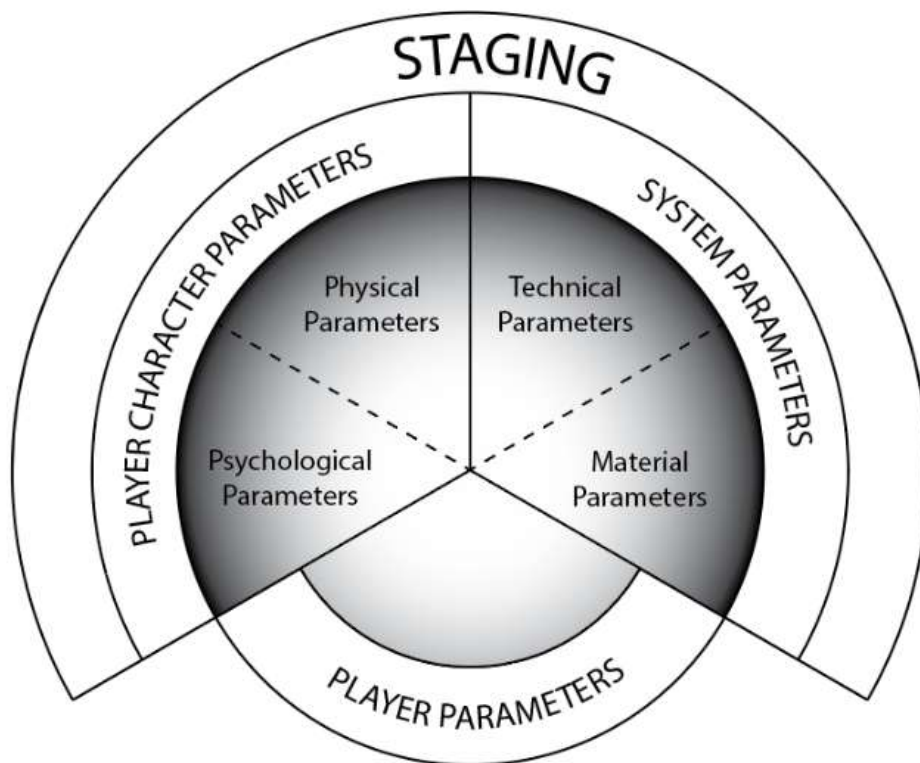 STAGING
PLAYER CHARACTER PARAMETERS
SYSTEM PARAMETERS
Physical
Parameters
Technical
Parameters
Psychological
Parameters
Material
Parameters
PLAYER PARAMETERS